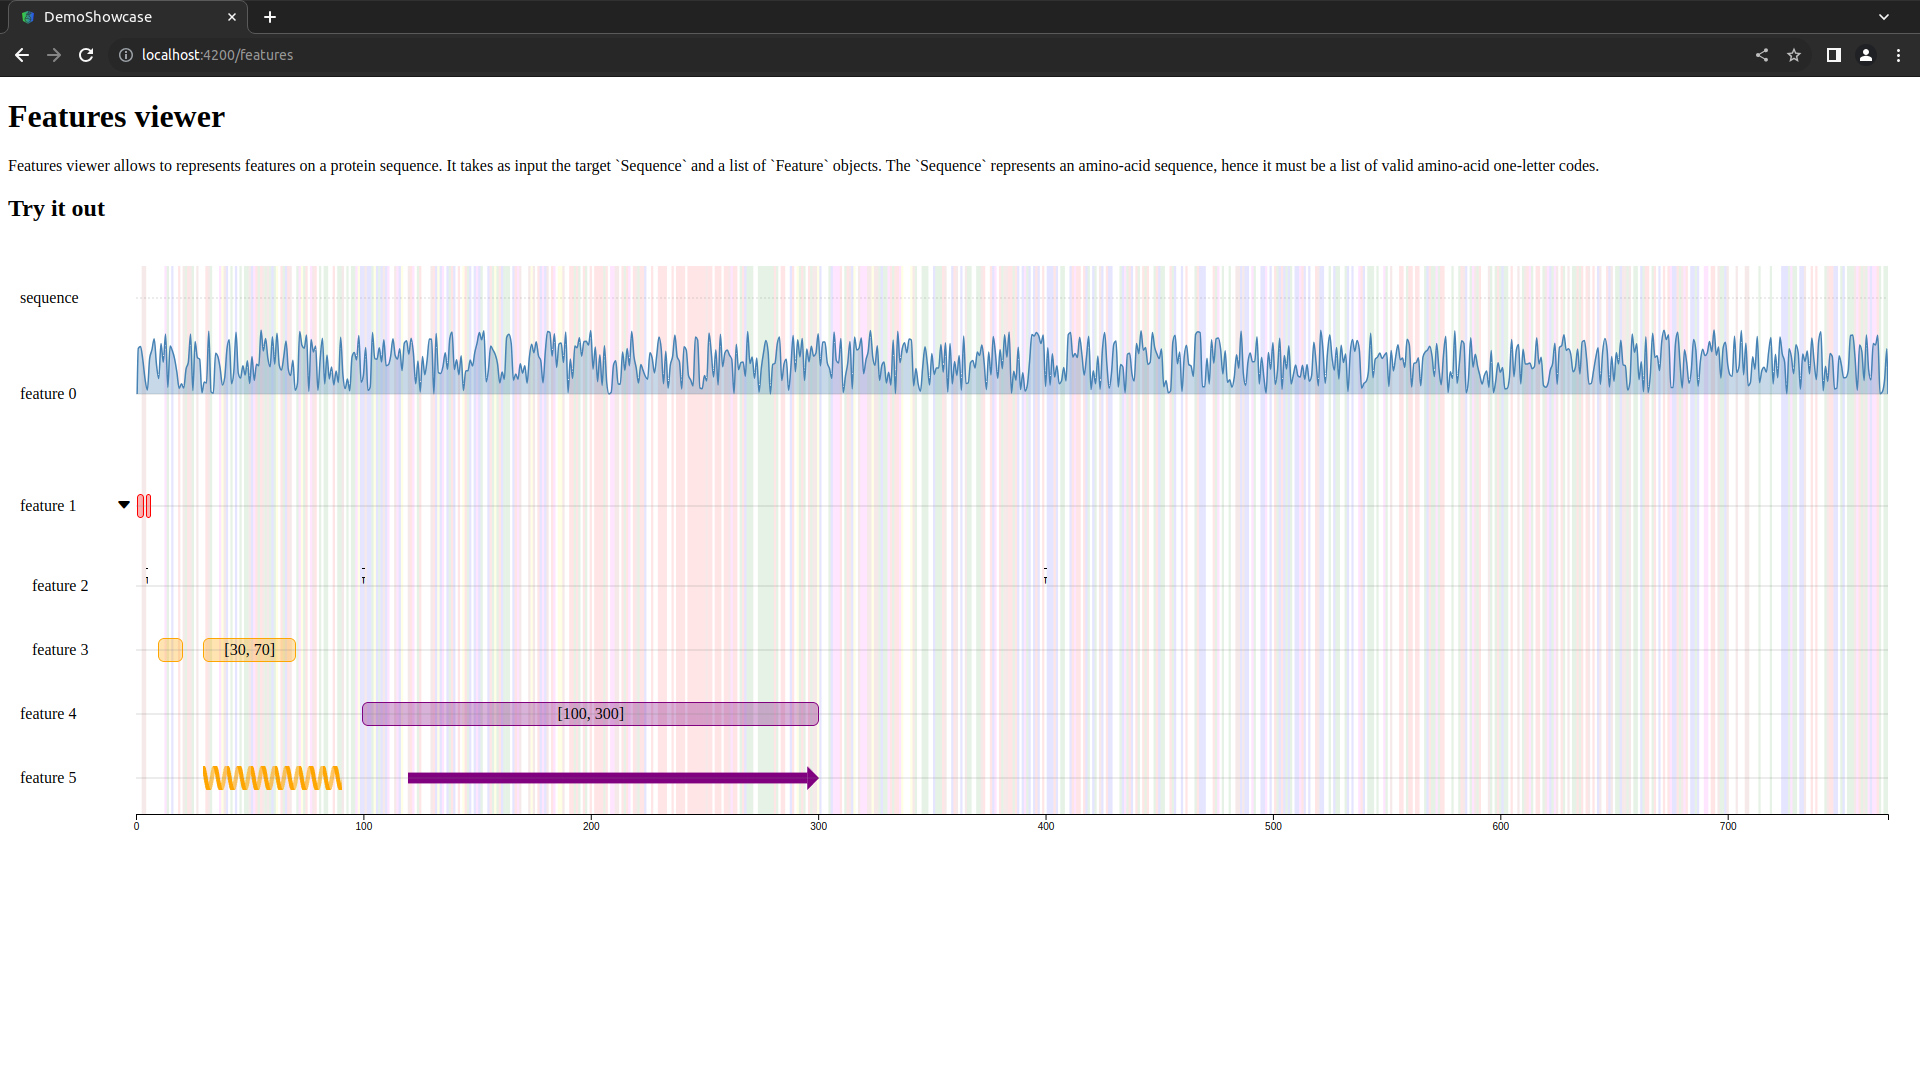 DemoShowcase
localhost:4200/features
Features viewer
Features viewer allows to represents features on a protein sequence. It takes as input the target `Sequence` and a list of `Feature` objects. The `Sequence` represents an amino-acid sequence, hence it must be a list of valid amino-acid one-letter codes.
Try it out
sequence
feature 0
feature 1
feature 2
feature 3
[30, 70]
feature 4
[100, 300]
feature 5
0 100 200 300 400 500 600 700